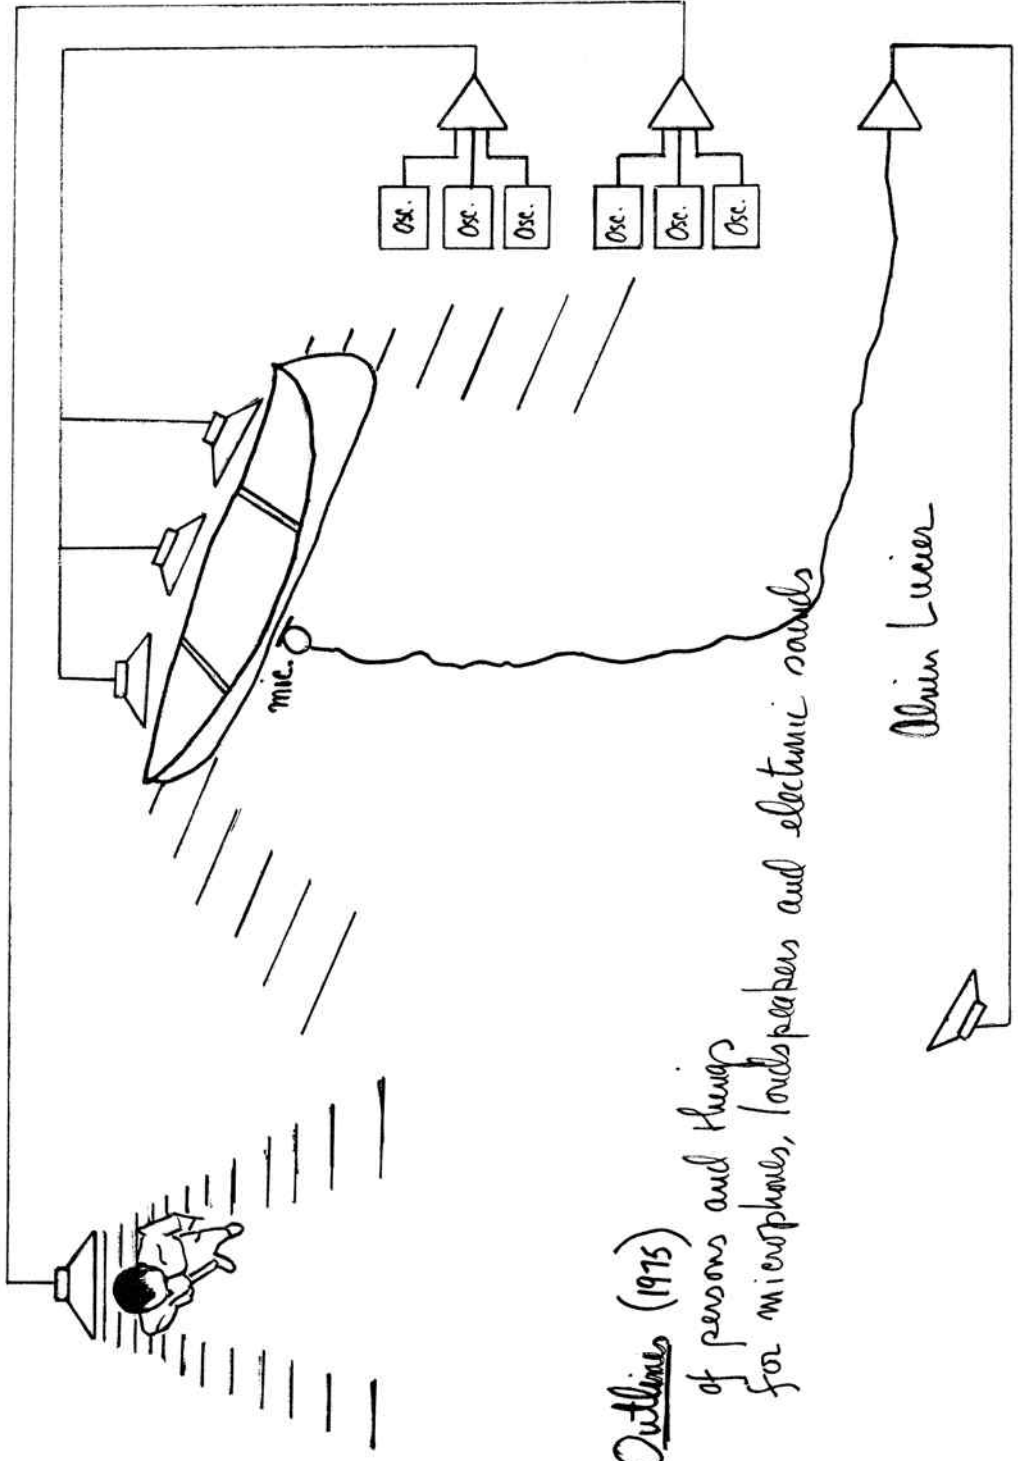 Osc.
Osc.
Osc.
Osc.
Osc.
Osc.
mic.
Outlines (1975)
of persons and things
for microphones, loudspeakers and electronic sounds
Alvin Lucier